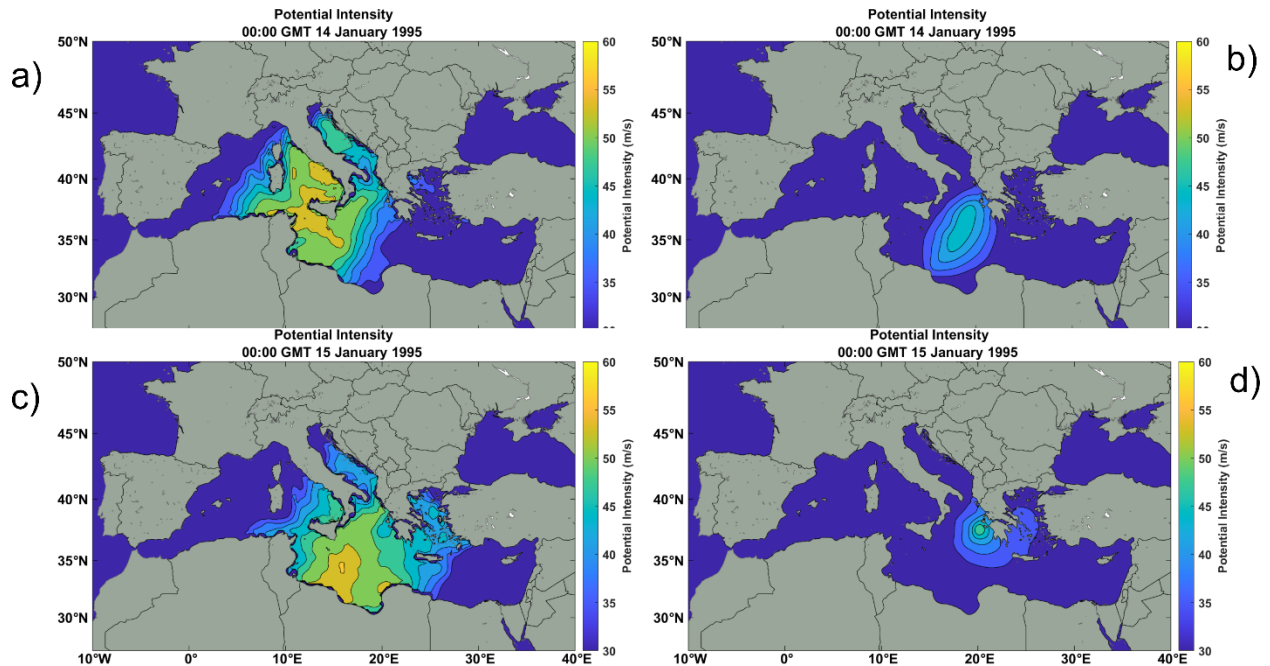 a)
Potential Intensity
00:00 GMT 14 January 1995
50°N
45°N
40°N
35°N
30°N
60
55
50
45
40
35
30
Potential Intensity (m/s)
b)
Potential Intensity
00:00 GMT 14 January 1995
50°N
45°N
40°N
35°N
30°N
60
55
50
45
40
35
30
Potential Intensity (m/s)
c)
Potential Intensity
00:00 GMT 15 January 1995
50°N
45°N
40°N
35°N
30°N
10°W
0°
10°E
20°E
30°E
40°E
60
55
50
45
40
35
30
Potential Intensity (m/s)
d)
Potential Intensity
00:00 GMT 15 January 1995
50°N
45°N
40°N
35°N
30°N
10°W
0°
10°E
20°E
30°E
40°E
60
55
50
45
40
35
30
Potential Intensity (m/s)